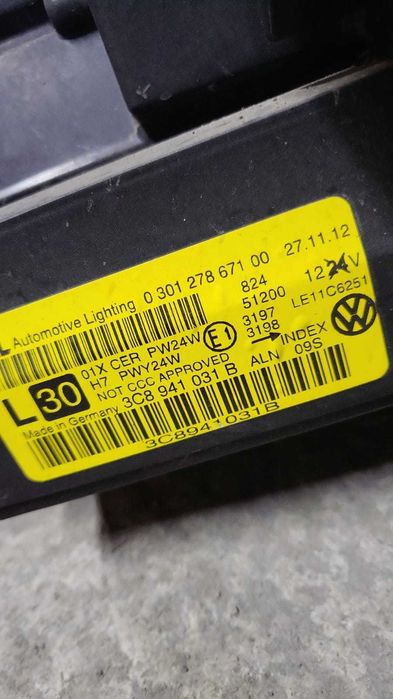 L Automotive Lighting 0 301 278 671 00 27.11.12
824 12 24V
51200 LE11C6251
01X CER PW24W E1 3197
H7 PWY24W 3198 → INDEX
NOT CCC APPROVED ALN 09S
L 30 3C8 941 031 B
Made in Germany
3C8941031B